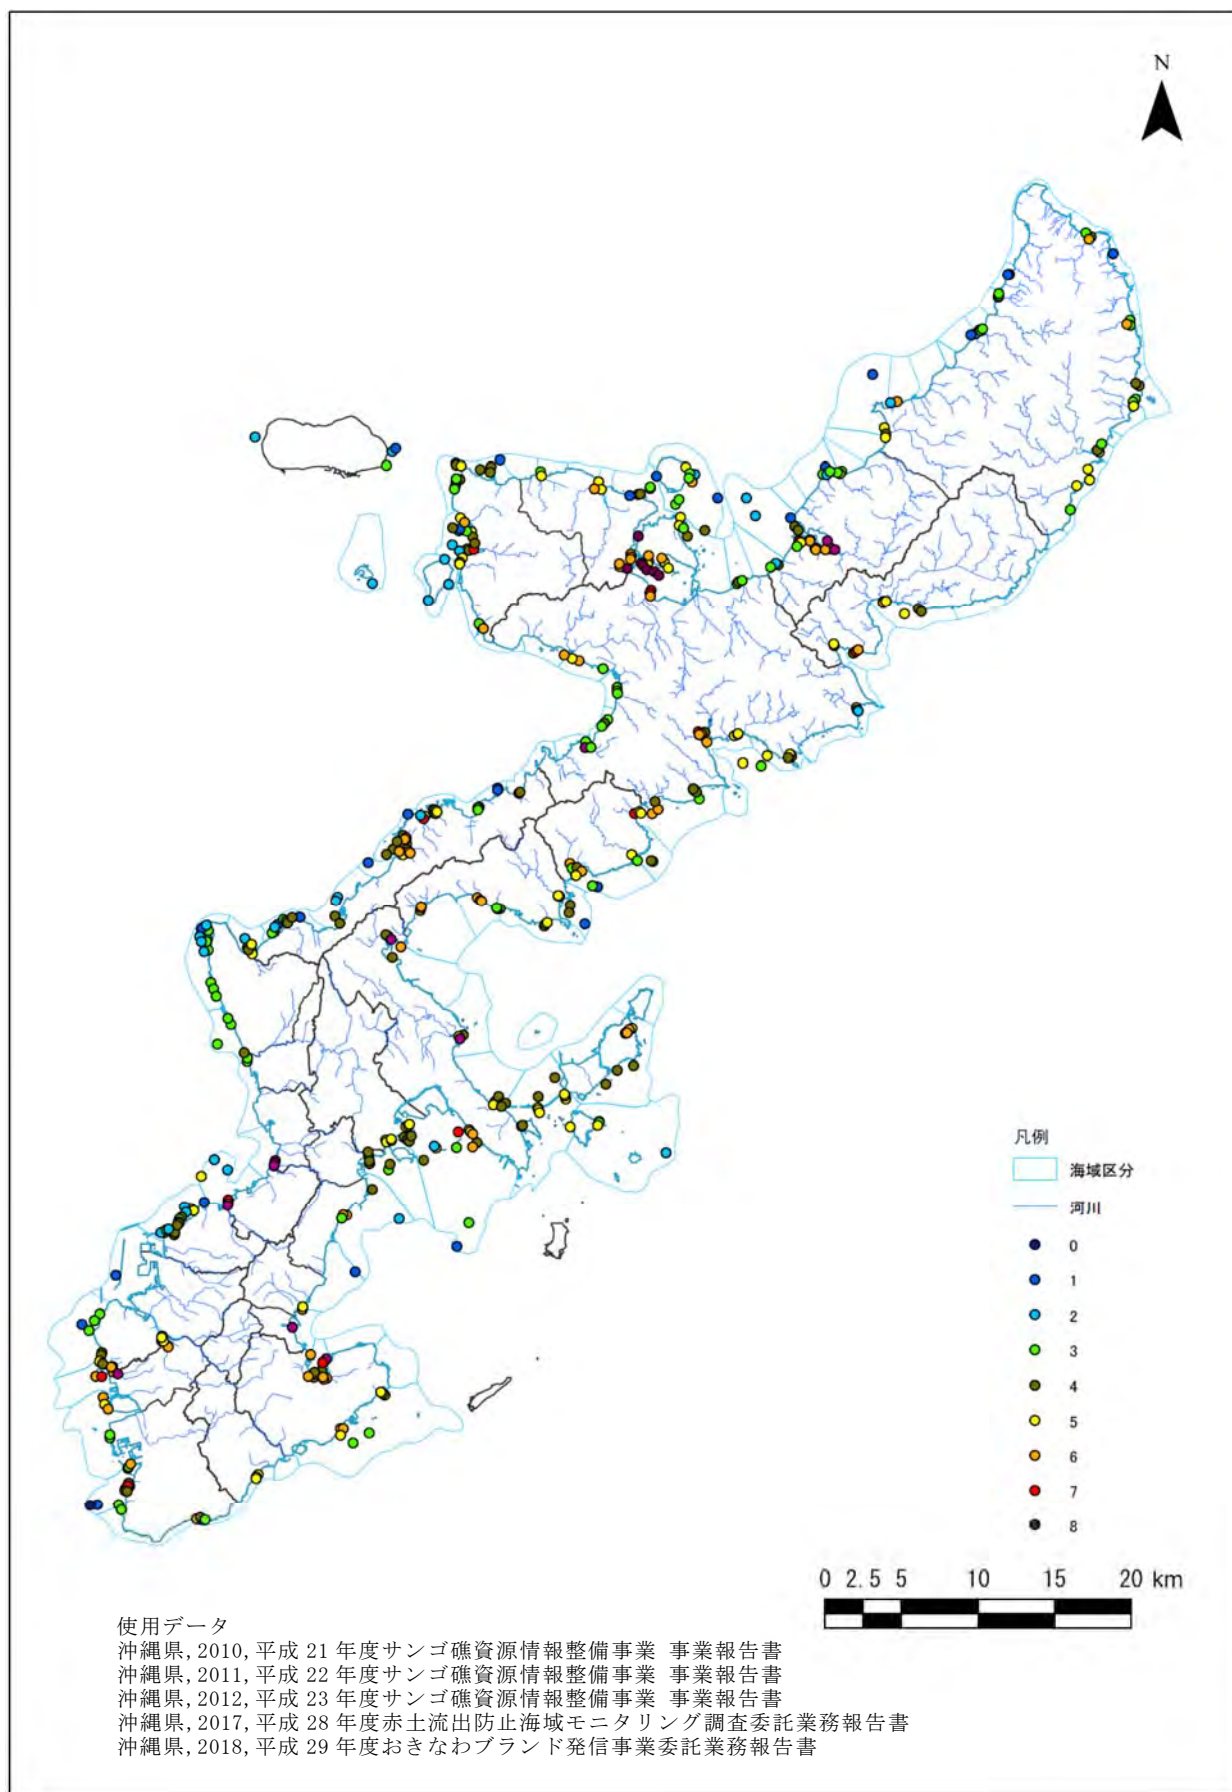 N
凡例
海域区分
河川
0
1
2
3
4
5
6
7
8
0 2.5 5 10 15 20 km
使用データ
沖縄県,2010,平成 21 年度サンゴ礁資源情報整備事業 事業報告書
沖縄県,2011,平成 22 年度サンゴ礁資源情報整備事業 事業報告書
沖縄県,2012,平成 23 年度サンゴ礁資源情報整備事業 事業報告書
沖縄県,2017,平成 28 年度赤土流出防止海域モニタリング調査委託業務報告書
沖縄県,2018,平成 29 年度おきなわブランド発信事業委託業務報告書